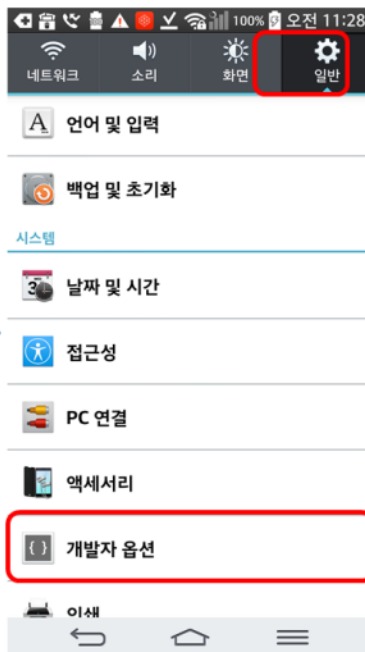 100% 오전 11:28
네트워크 소리 화면 일반
A 언어 및 입력
백업 및 초기화
시스템
날짜 및 시간
접근성
PC 연결
액세서리
{ } 개발자 옵션
인쇄